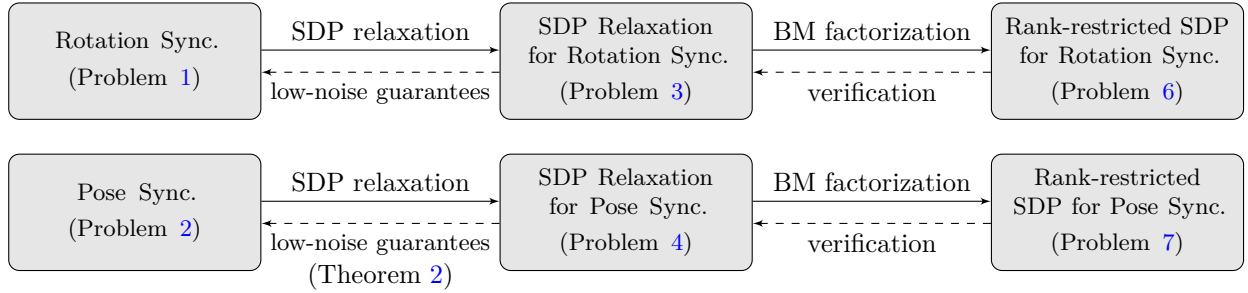 Rotation Sync.
(Problem 1)
SDP relaxation
low-noise guarantees
SDP Relaxation
for Rotation Sync.
(Problem 3)
BM factorization
verification
Rank-restricted SDP
for Rotation Sync.
(Problem 6)
Pose Sync.
(Problem 2)
SDP relaxation
low-noise guarantees
(Theorem 2)
SDP Relaxation
for Pose Sync.
(Problem 4)
BM factorization
verification
Rank-restricted
SDP for Pose Sync.
(Problem 7)